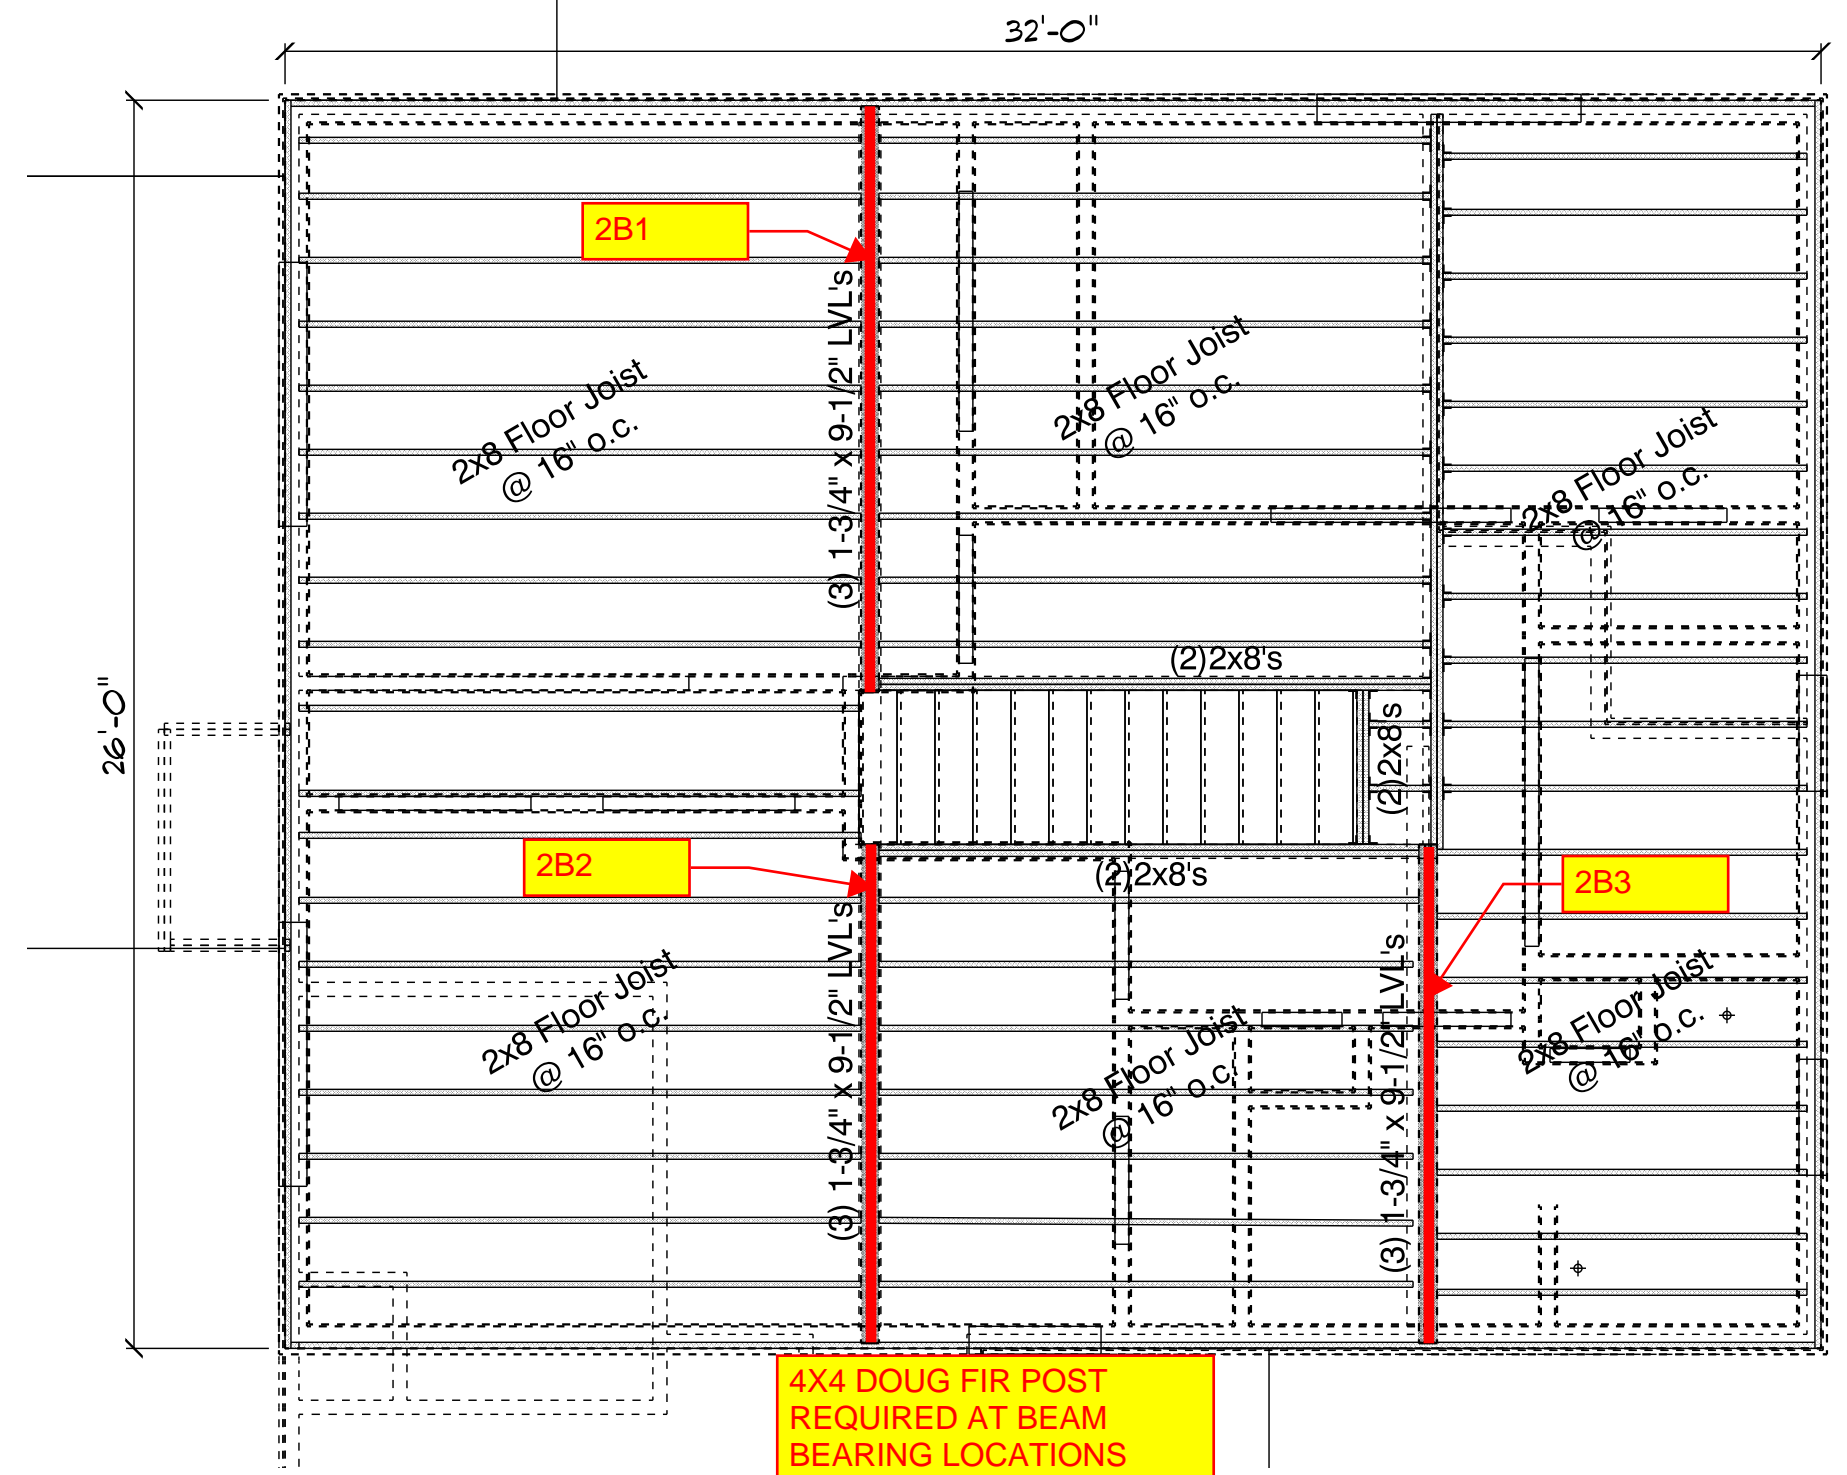 32'-0"
2B1
(3) 1-3/4" x 9-1/2" LVL's
2x8 Floor Joist
@ 16" o.c.
2x8 Floor Joist
@ 16" o.c.
2x8 Floor Joist
@ 16" o.c.
26'-0"
(2)2x8's
(2)2x8's
(2)2x8's
2B2
2B3
(3) 1-3/4" x 9-1/2" LVL's
(3) 1-3/4" x 9-1/2" LVL's
2x8 Floor Joist
@ 16" o.c.
2x8 Floor Joist
@ 16" o.c.
2x8 Floor Joist
@ 16" o.c.
4X4 DOUG FIR POST
REQUIRED AT BEAM
BEARING LOCATIONS